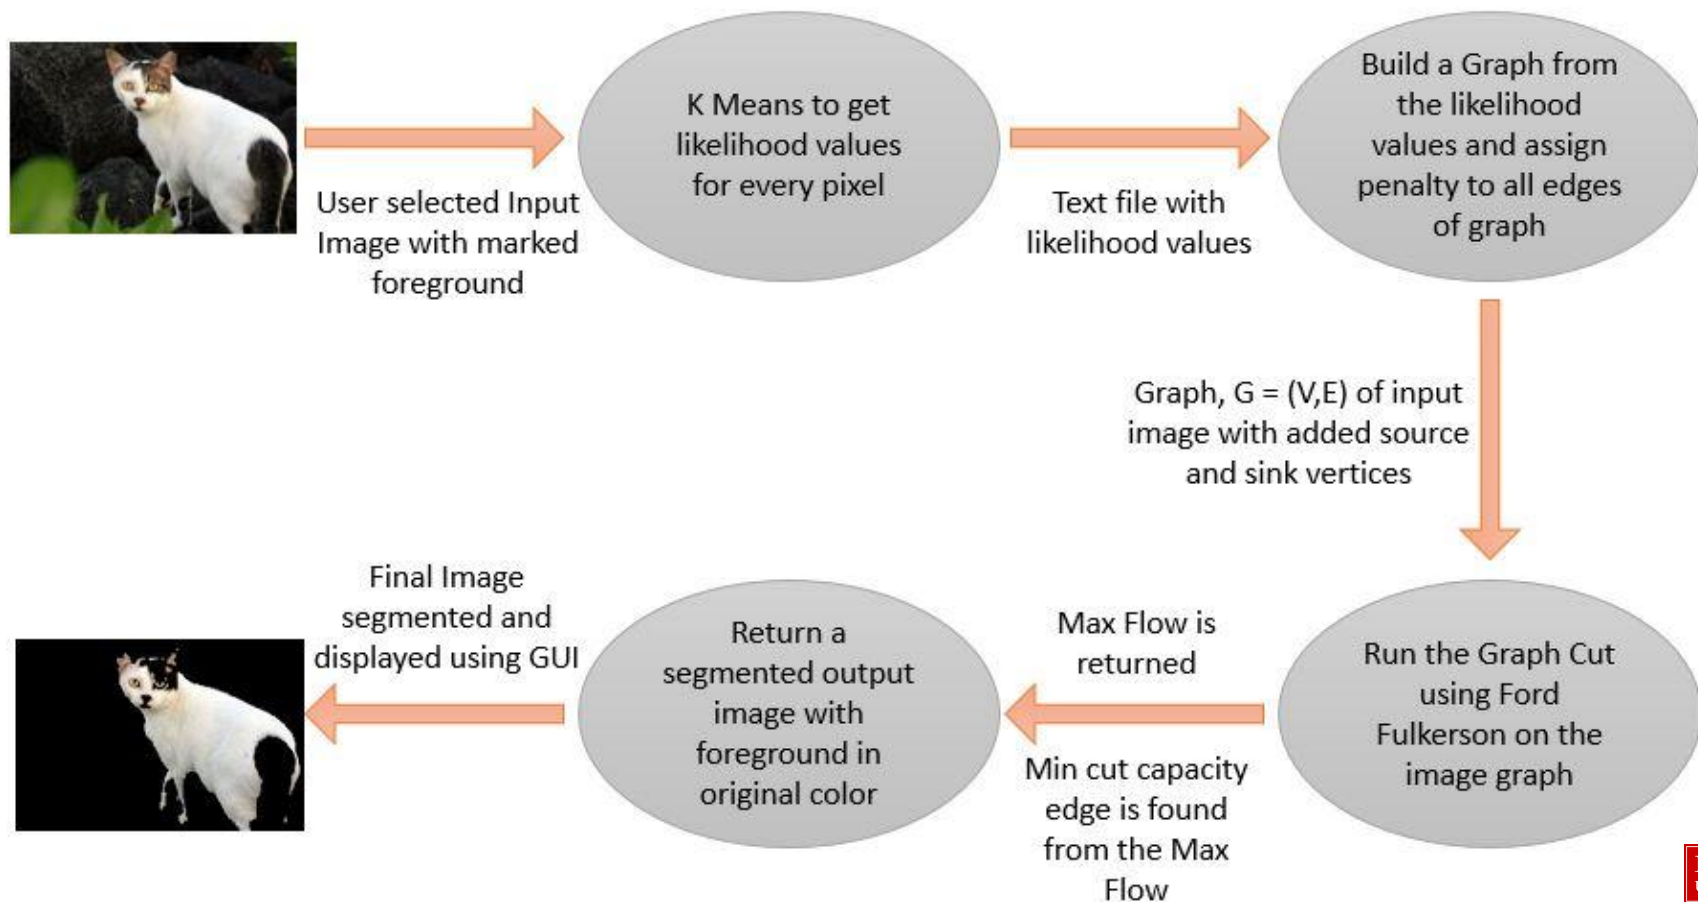 User selected Input
Image with marked
foreground
K Means to get
likelihood values
for every pixel
Text file with
likelihood values
Build a Graph from
the likelihood
values and assign
penalty to all edges
of graph
Graph, G = (V,E) of input
image with added source
and sink vertices
Run the Graph Cut
using Ford
Fulkerson on the
image graph
Max Flow is
returned
Min cut capacity
edge is found
from the Max
Flow
Return a
segmented output
image with
foreground in
original color
Final Image
segmented and
displayed using GUI